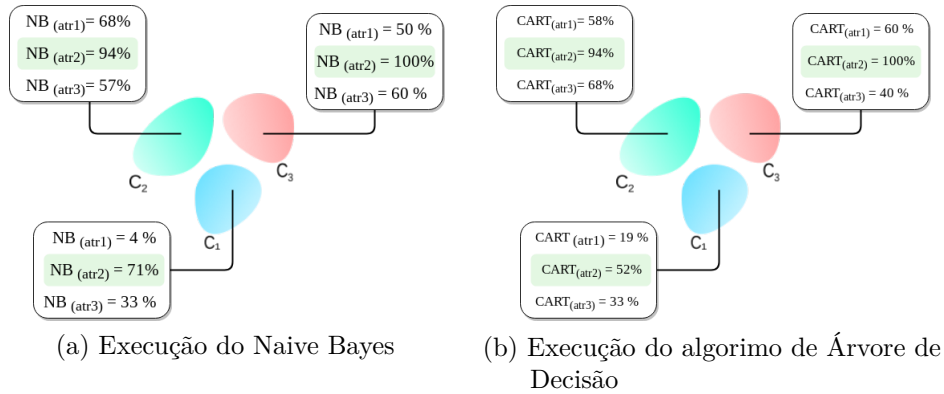 NB (atr1)= 68%
NB (atr2)= 94%
NB (atr3)= 57%
NB (atr1) = 50 %
NB (atr2) = 100%
NB (atr3) = 60 %
C2
C3
C1
NB (atr1) = 4 %
NB (atr2) = 71%
NB (atr3) = 33 %
(a) Execução do Naive Bayes
CART(atr1)= 58%
CART(atr2)= 94%
CART(atr3)= 68%
CART(atr1) = 60 %
CART(atr2) = 100%
CART(atr3) = 40 %
C2
C3
C1
CART (atr1) = 19 %
CART(atr2) = 52%
CART(atr3) = 33 %
(b) Execução do algorimo de Árvore de
Decisão